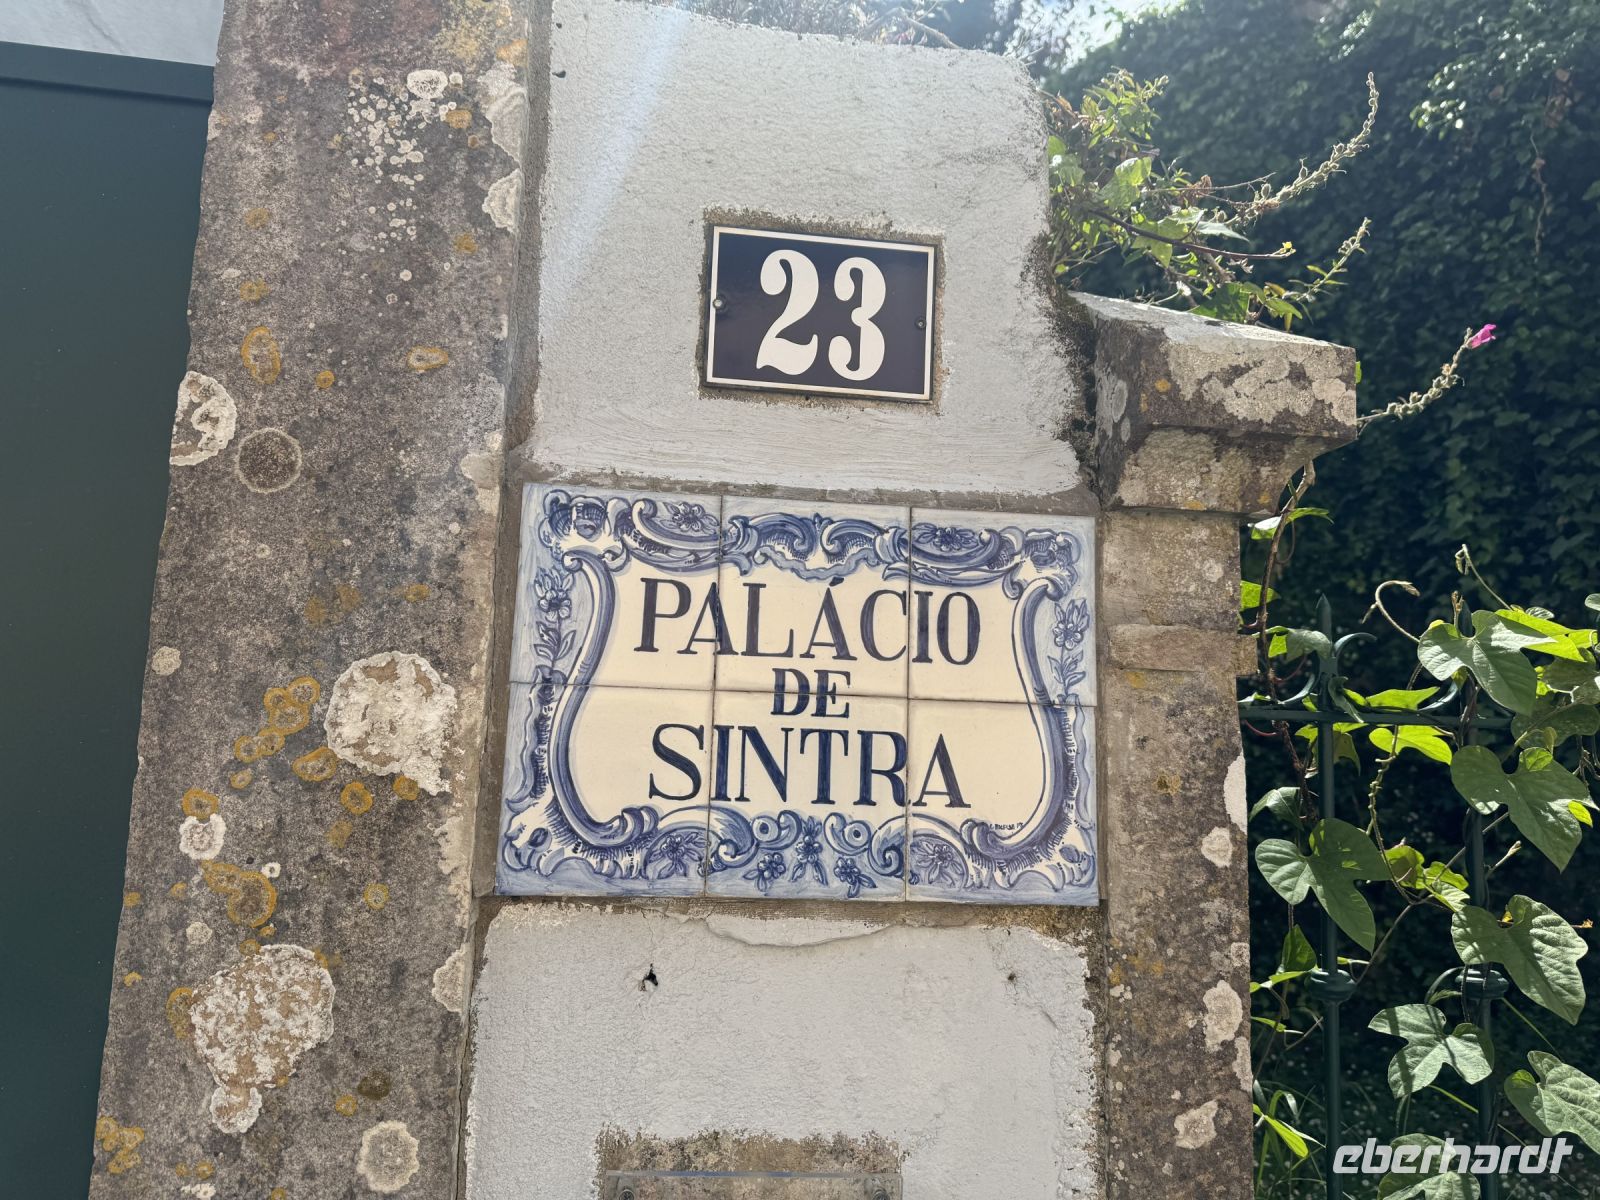 23
PALÁCIO
DE
SINTRA
eberhardt